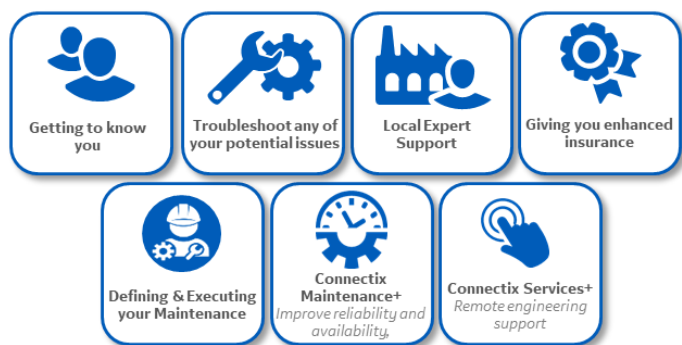 Getting to know
you
Troubleshoot any of
your potential issues
Local Expert
Support
Giving you enhanced
insurance
Defining & Executing
your Maintenance
Connectix
Maintenance+
Improve reliability and
availability,
Connectix Services+
Remote engineering
support